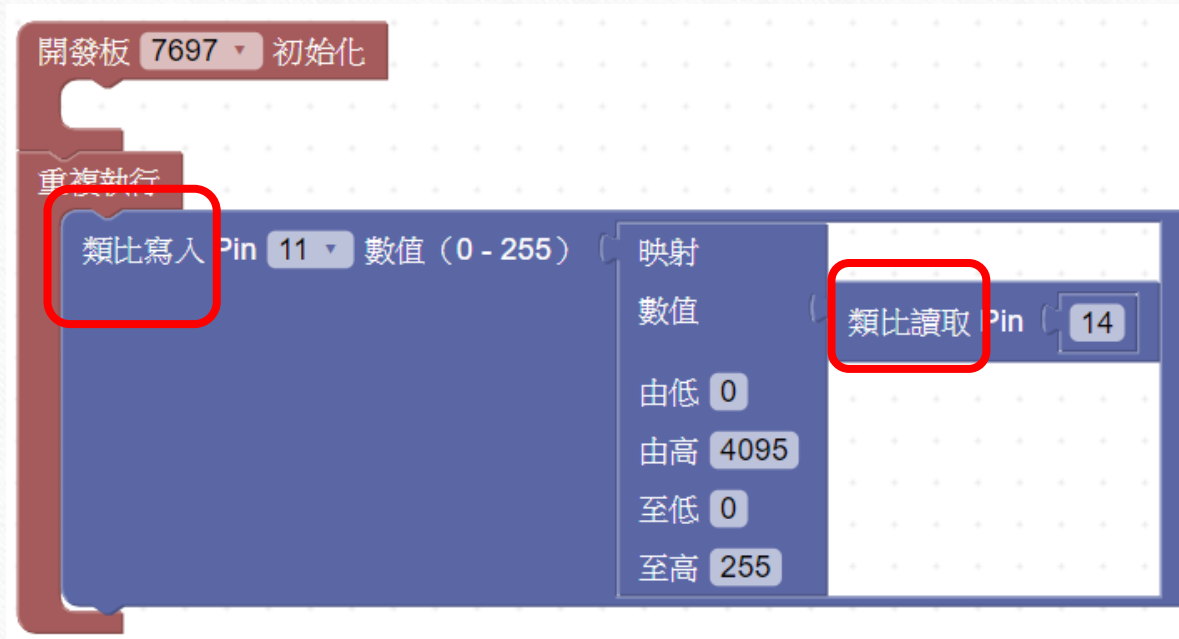 開發板 7697 初始化
重複執行
類比寫入 Pin 11 數值（0 - 255）
映射
數值
類比讀取 Pin 14
由低 0
由高 4095
至低 0
至高 255